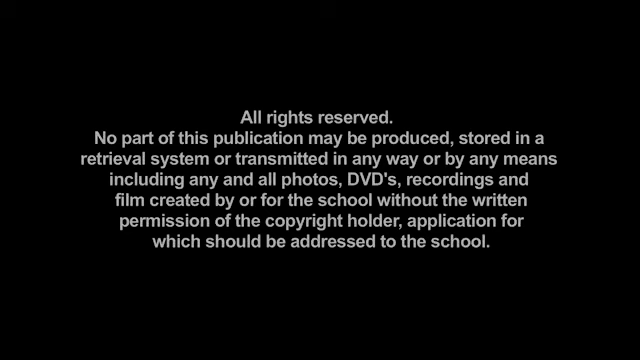 All rights reserved.
No part of this publication may be produced, stored in a
retrieval system or transmitted in any way or by any means
including any and all photos, DVD's, recordings and
film created by or for the school without the written
permission of the copyright holder, application for
which should be addressed to the school.